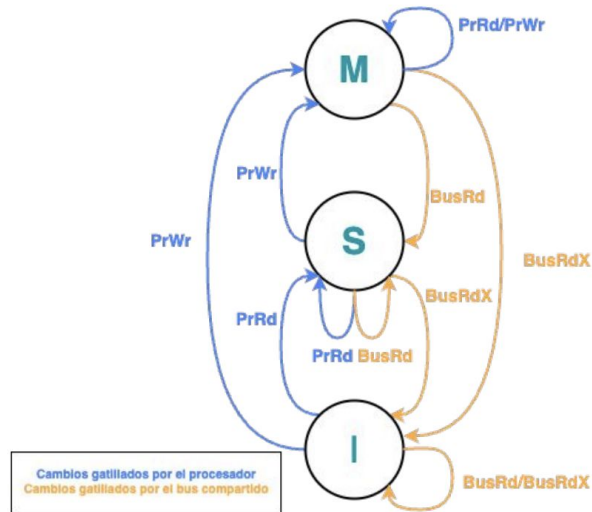 PrRd/PrWr
M
PrWr
BusRd
PrWr
S
BusRdX
BusRdX
PrRd
PrRd BusRd
I
Cambios gatillados por el procesador
Cambios gatillados por el bus compartido
BusRd/BusRdX